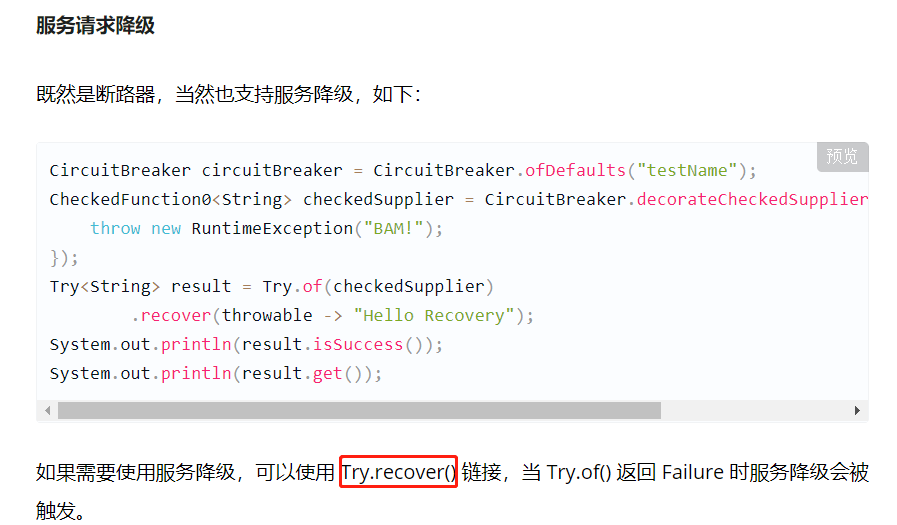 服务请求降级
既然是断路器，当然也支持服务降级，如下：
预览
CircuitBreaker circuitBreaker = CircuitBreaker.ofDefaults("testName");
CheckedFunction0<String> checkedSupplier = CircuitBreaker.decorateCheckedSupplier
throw new RuntimeException("BAM!");
});
Try<String> result = Try.of(checkedSupplier)
.recover(throwable -> "Hello Recovery");
System.out.println(result.isSuccess());
System.out.println(result.get());
如果需要使用服务降级，可以使用 Try.recover() 链接，当 Try.of() 返回 Failure 时服务降级会被
触发。